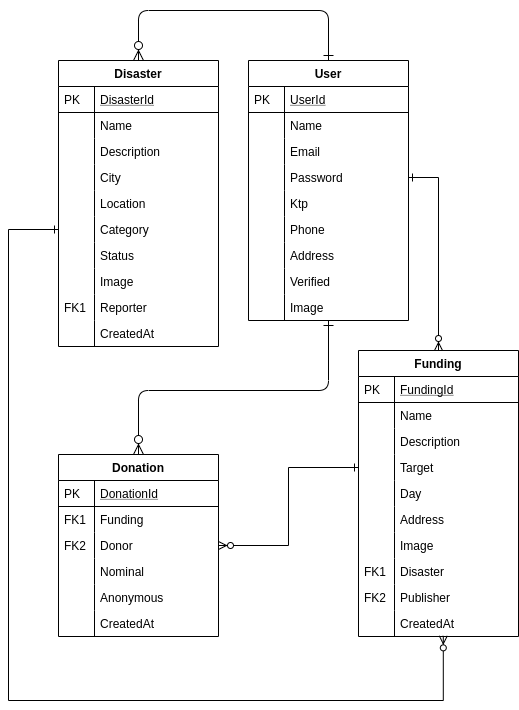 Disaster
PK DisasterId
Name
Description
City
Location
Category
Status
Image
FK1 Reporter
CreatedAt
User
PK UserId
Name
Email
Password
Ktp
Phone
Address
Verified
Image
Funding
PK FundingId
Name
Description
Target
Day
Address
Image
FK1 Disaster
FK2 Publisher
CreatedAt
Donation
PK DonationId
FK1 Funding
FK2 Donor
Nominal
Anonymous
CreatedAt